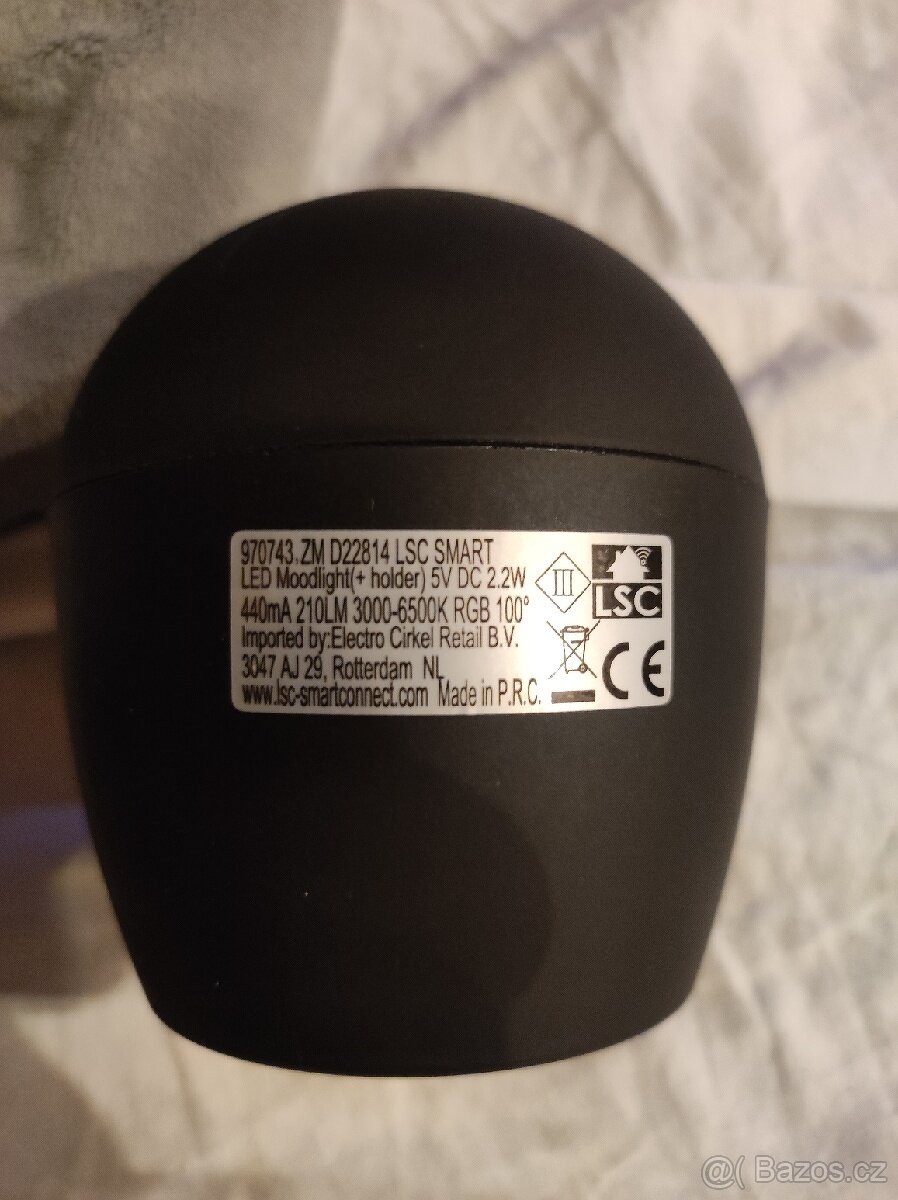 970743.ZM D22814 LSC SMART
LED Moodlight(+ holder) 5V DC 2.2W
440mA 210LM 3000-6500K RGB 100°
Imported by:Electro Cirkel Retail B.V.
3047 AJ 29, Rotterdam NL
www.lsc-smartconnect.com Made in P.R.C.
III
LSC
CE
@( Bazos.cz